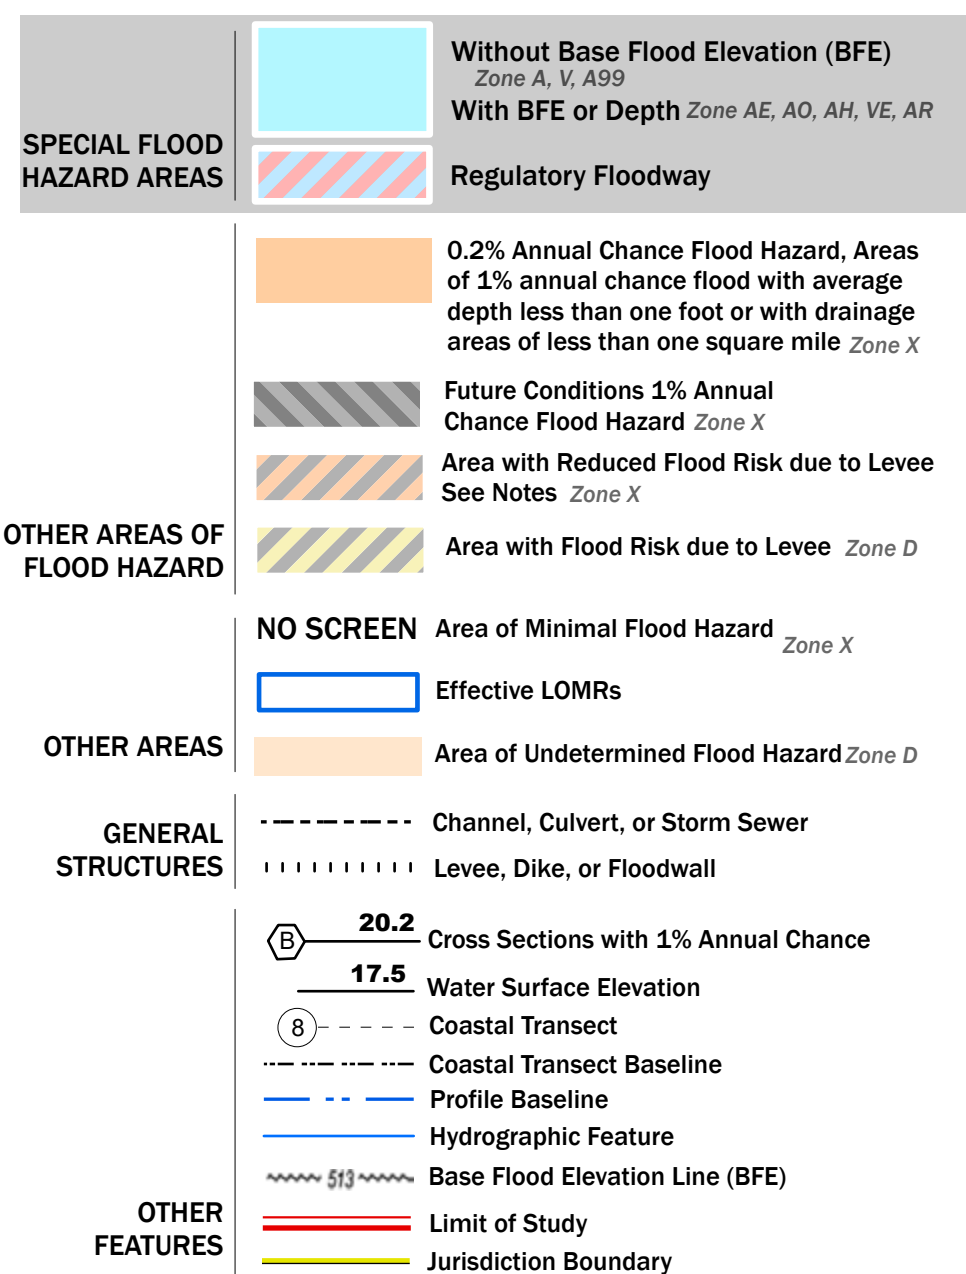 SPECIAL FLOOD
HAZARD AREAS
Without Base Flood Elevation (BFE)
Zone A, V, A99
With BFE or Depth Zone AE, AO, AH, VE, AR
Regulatory Floodway
OTHER AREAS OF
FLOOD HAZARD
0.2% Annual Chance Flood Hazard, Areas
of 1% annual chance flood with average
depth less than one foot or with drainage
areas of less than one square mile Zone X
Future Conditions 1% Annual
Chance Flood Hazard Zone X
Area with Reduced Flood Risk due to Levee
See Notes Zone X
Area with Flood Risk due to Levee Zone D
OTHER AREAS
NO SCREEN Area of Minimal Flood Hazard Zone X
Effective LOMRs
Area of Undetermined Flood Hazard Zone D
GENERAL
STRUCTURES
Channel, Culvert, or Storm Sewer
Levee, Dike, or Floodwall
OTHER
FEATURES
B 20.2 Cross Sections with 1% Annual Chance
17.5 Water Surface Elevation
8 Coastal Transect
Coastal Transect Baseline
Profile Baseline
Hydrographic Feature
513 Base Flood Elevation Line (BFE)
Limit of Study
Jurisdiction Boundary